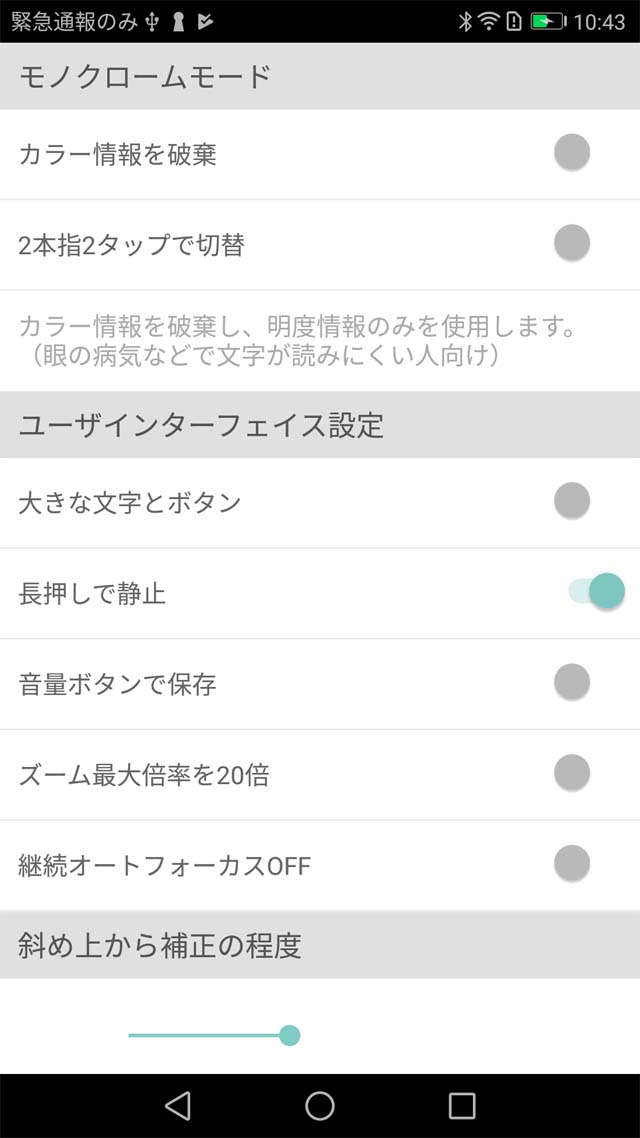 緊急通報のみ 10:43
モノクロームモード
カラー情報を破棄
2本指2タップで切替
カラー情報を破棄し、明度情報のみを使用します。
（眼の病気などで文字が読みにくい人向け）
ユーザインターフェイス設定
大きな文字とボタン
長押しで静止
音量ボタンで保存
ズーム最大倍率を20倍
継続オートフォーカスOFF
斜め上から補正の程度